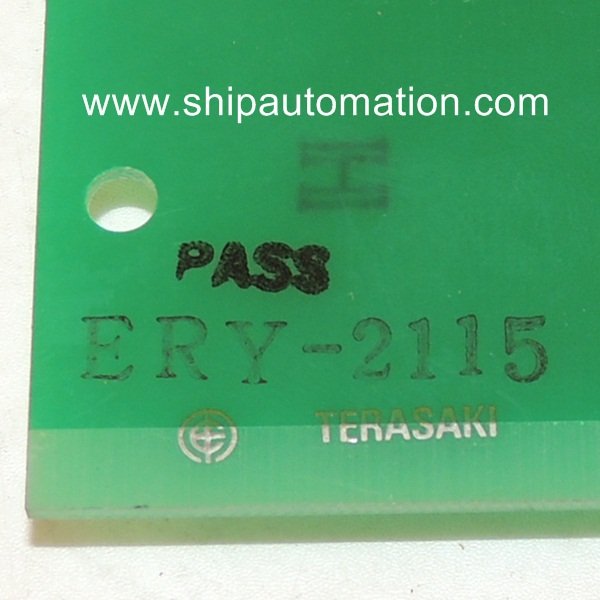 www.shipautomation.com
H
PASS
ERY-2115
TERASAKI